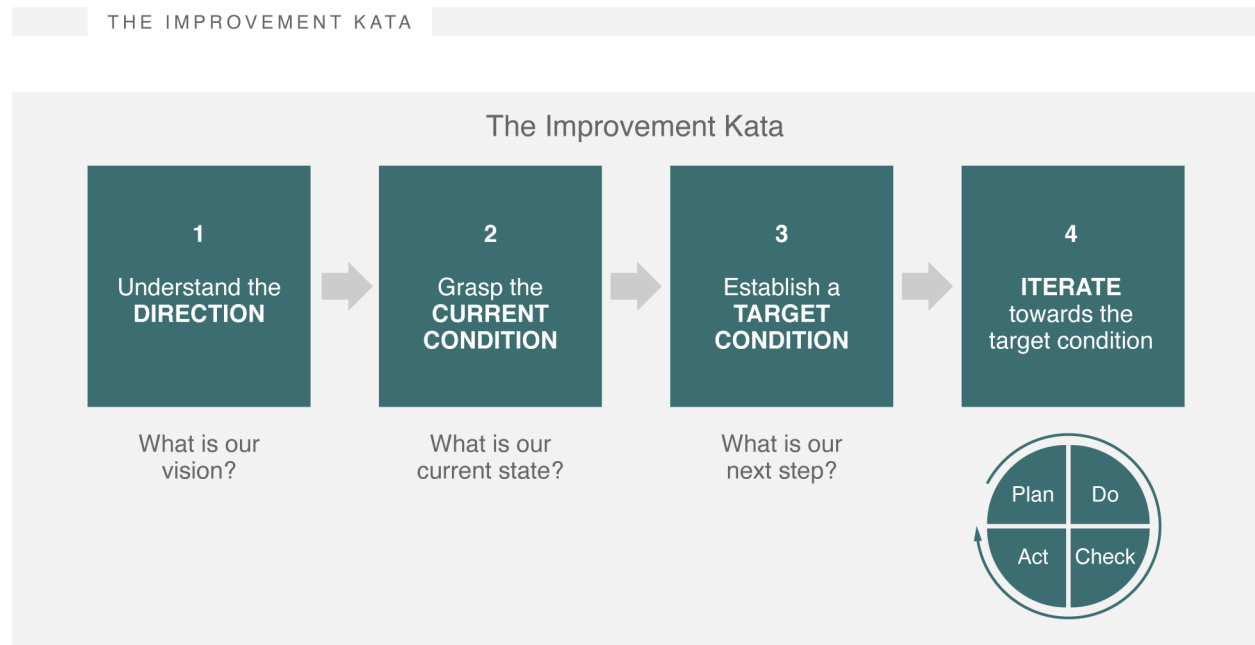 THE IMPROVEMENT KATA
The Improvement Kata
1
Understand the
DIRECTION
What is our
vision?
2
Grasp the
CURRENT
CONDITION
What is our
current state?
3
Establish a
TARGET
CONDITION
What is our
next step?
4
ITERATE
towards the
target condition
Plan
Do
Act
Check